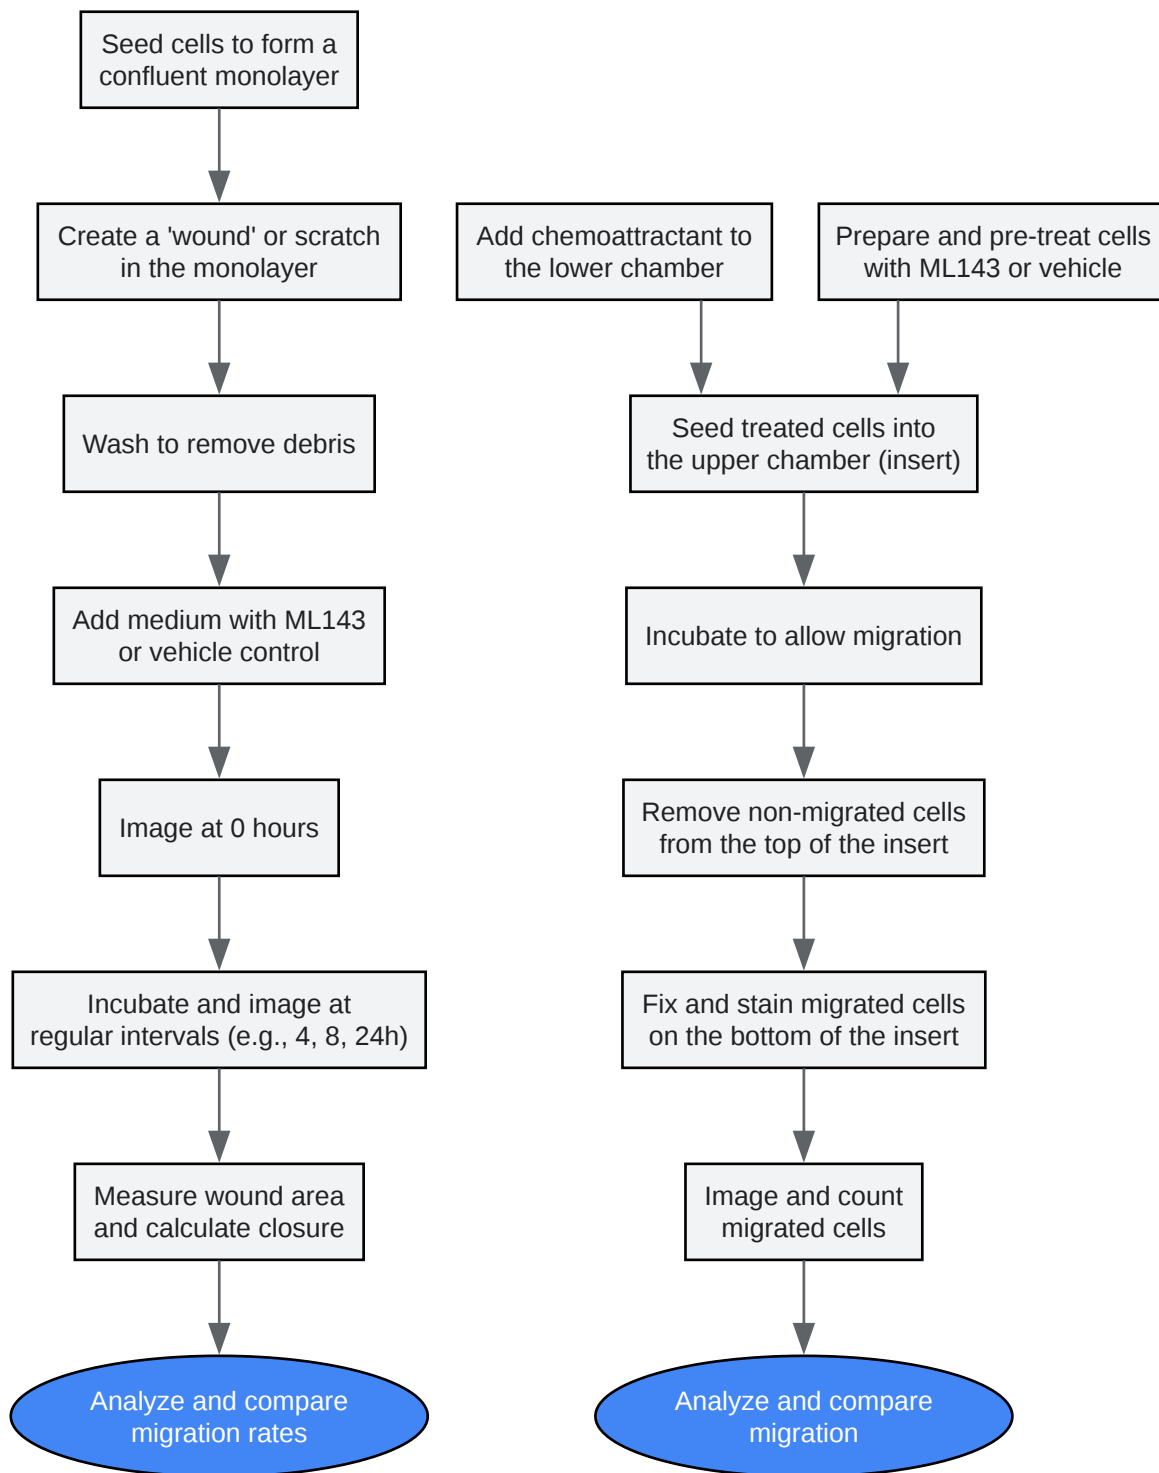 Seed cells to form a
confluent monolayer
Create a 'wound' or scratch
in the monolayer
Wash to remove debris
Add medium with ML143
or vehicle control
Image at 0 hours
Incubate and image at
regular intervals (e.g., 4, 8, 24h)
Measure wound area
and calculate closure
Analyze and compare
migration rates
Add chemoattractant to
the lower chamber
Prepare and pre-treat cells
with ML143 or vehicle
Seed treated cells into
the upper chamber (insert)
Incubate to allow migration
Remove non-migrated cells
from the top of the insert
Fix and stain migrated cells
on the bottom of the insert
Image and count
migrated cells
Analyze and compare
migration